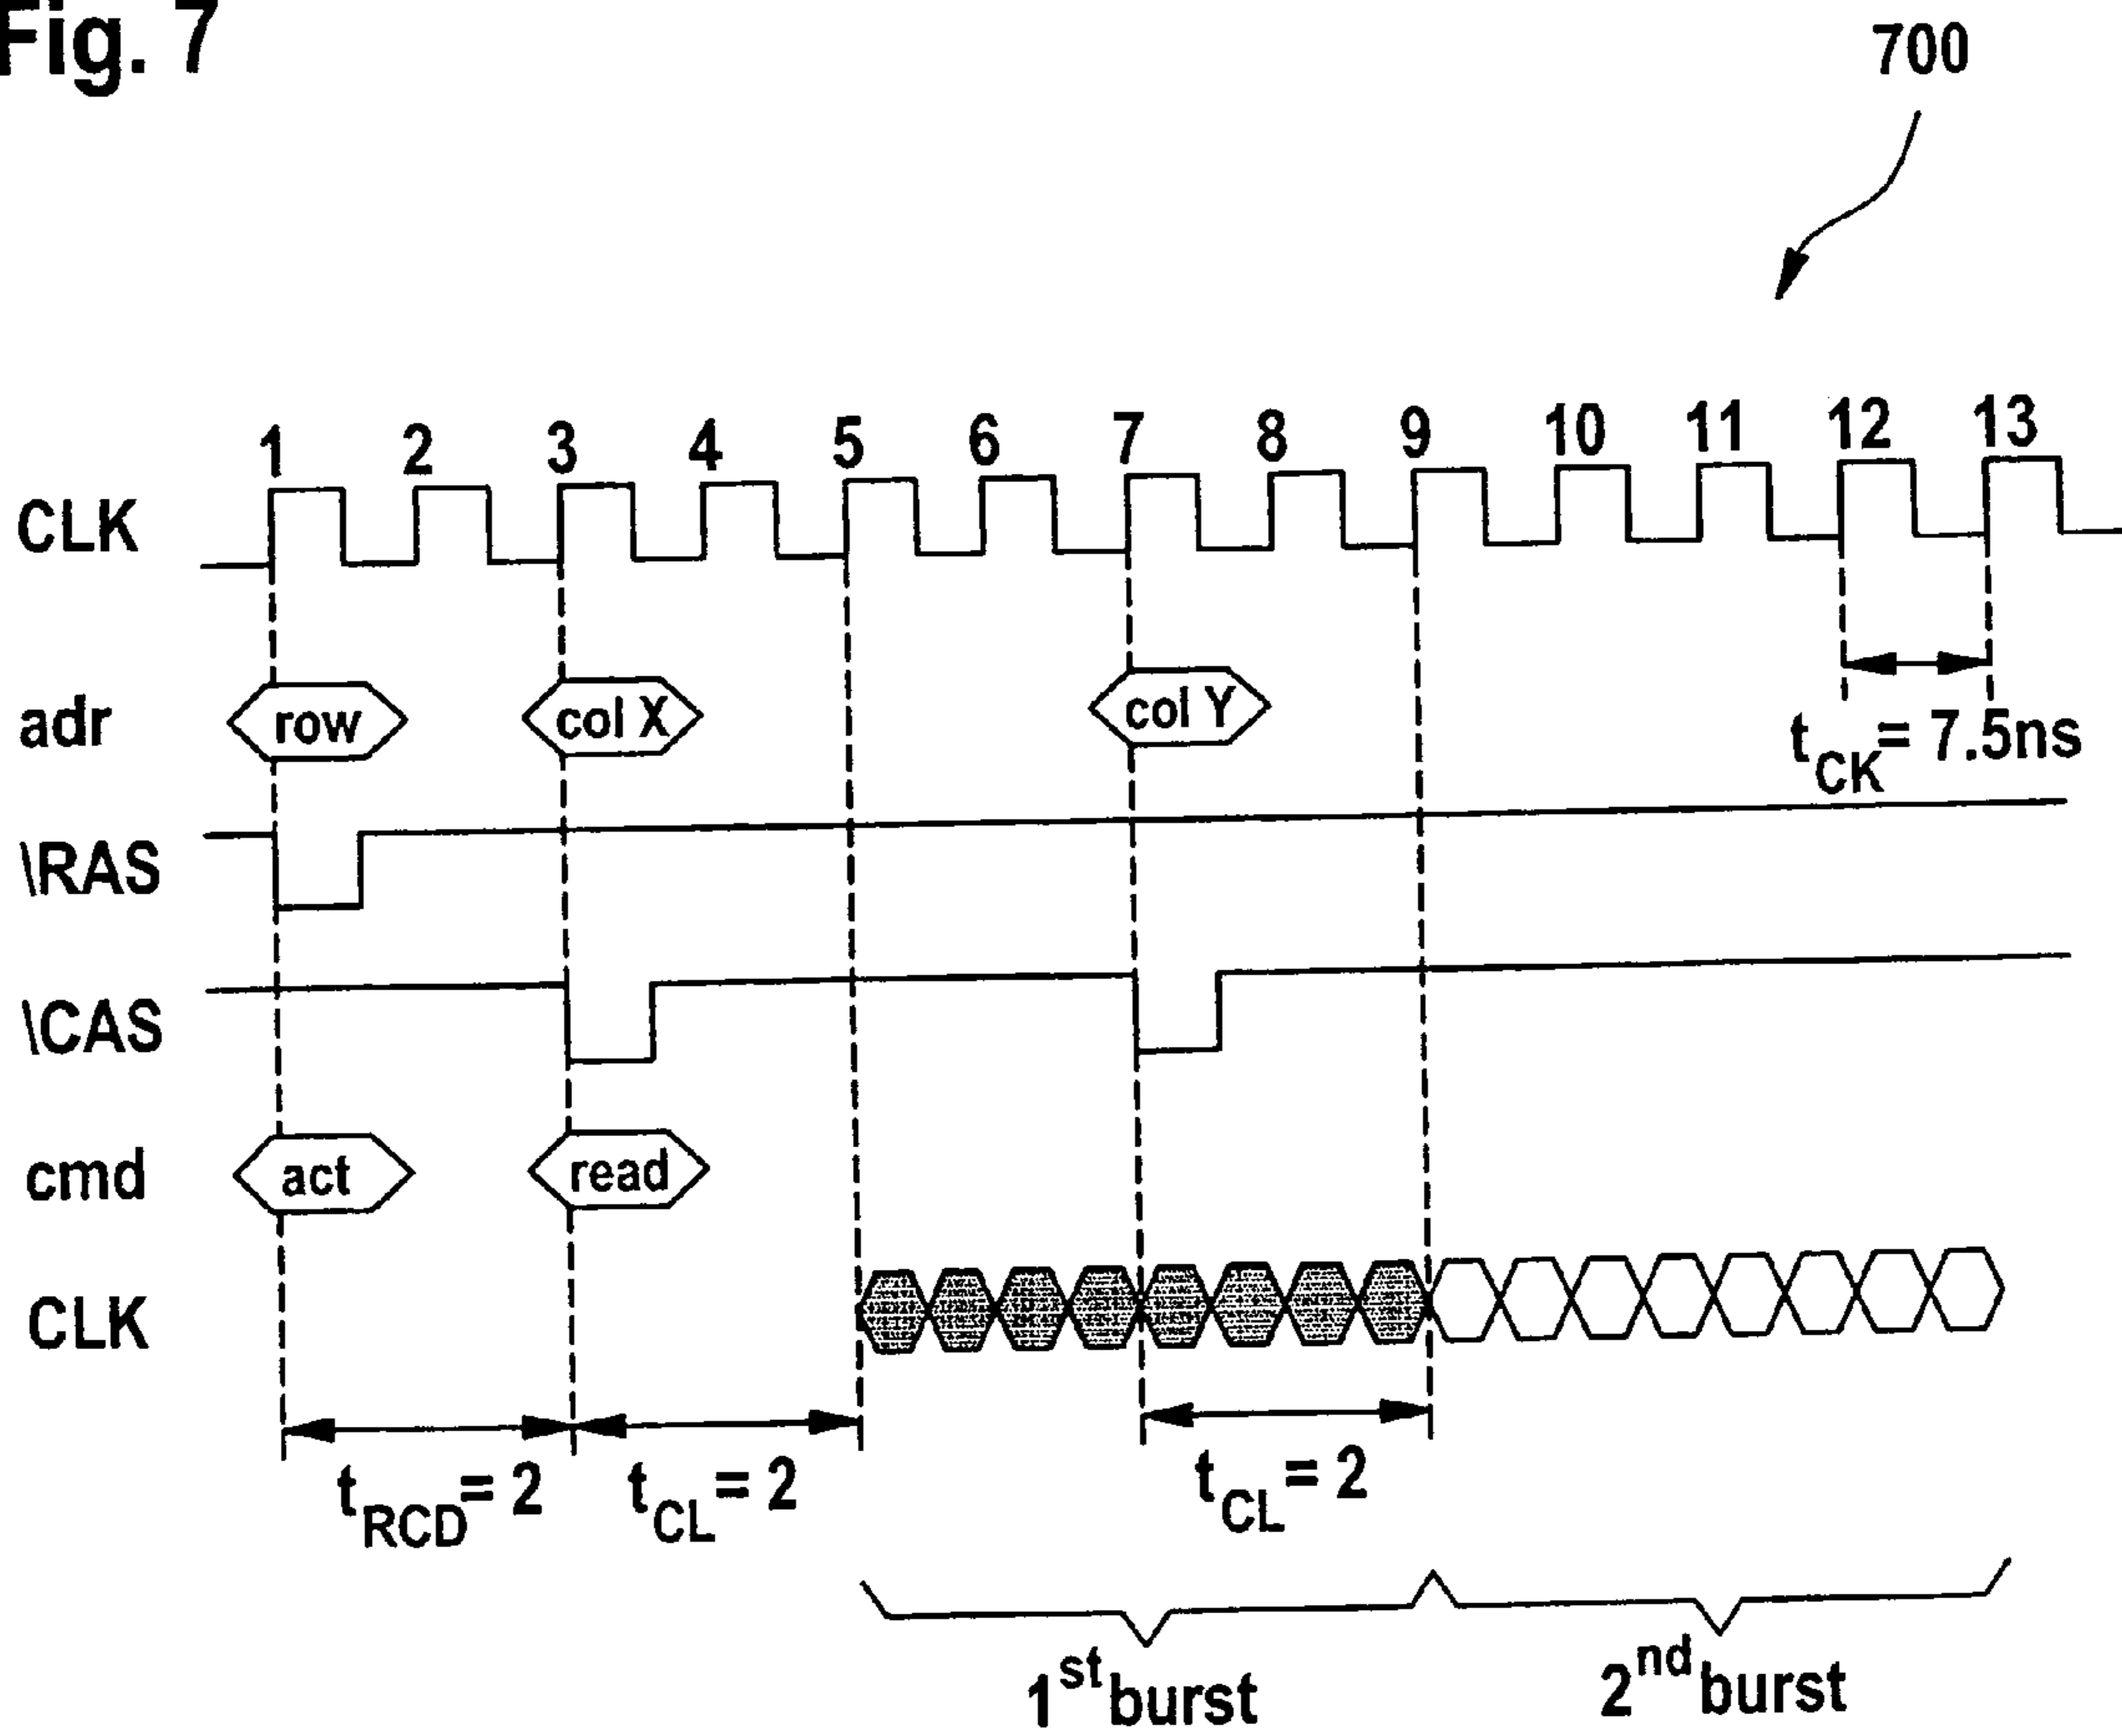 Fig. 7
700
1 2 3 4 5 6 7 8 9 10 11 12 13
CLK
adr row col X col Y
tCK = 7.5ns
\RAS
\CAS
cmd act read
CLK
tRCD = 2 tCL = 2 tCL = 2
1st burst 2nd burst